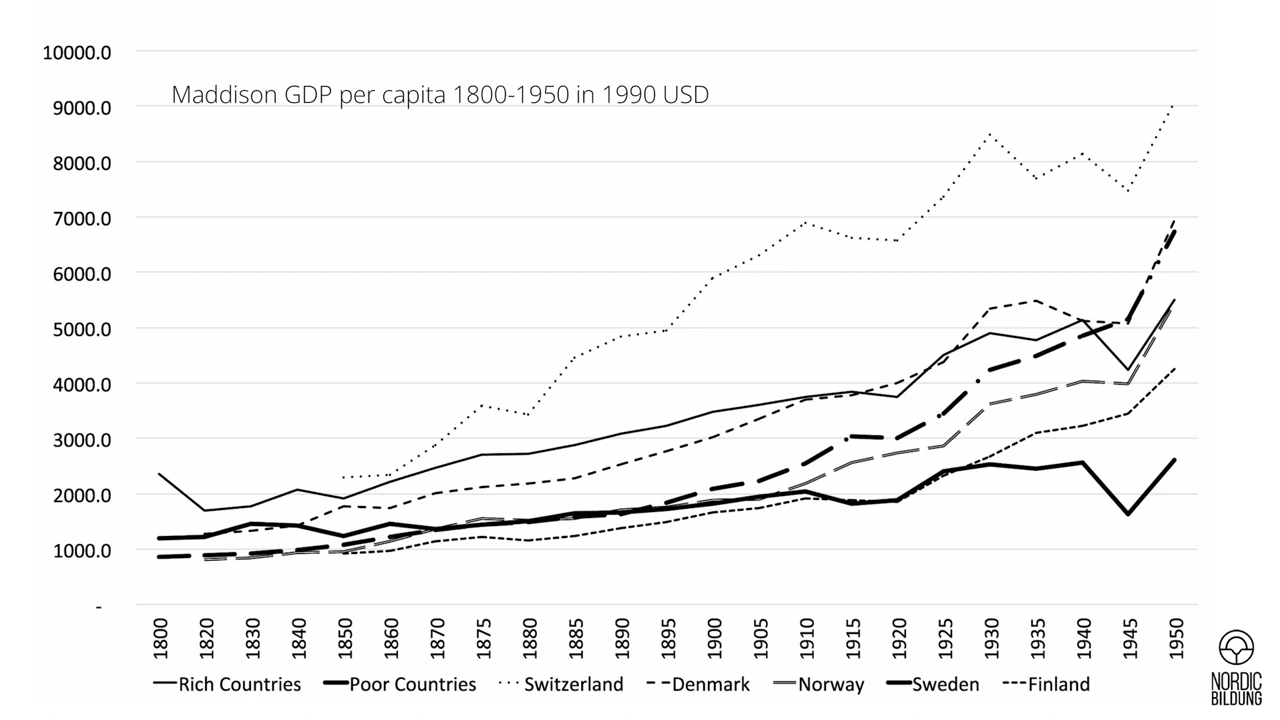 Maddison GDP per capita 1800-1950 in 1990 USD
10000.0
9000.0
8000.0
7000.0
6000.0
5000.0
4000.0
3000.0
2000.0
1000.0
-
1800 1820 1830 1840 1850 1860 1870 1875 1880 1885 1890 1895 1900 1905 1910 1915 1920 1925 1930 1935 1940 1945 1950
Rich Countries Poor Countries Switzerland Denmark Norway Sweden Finland
NORDIC
BILDUNG